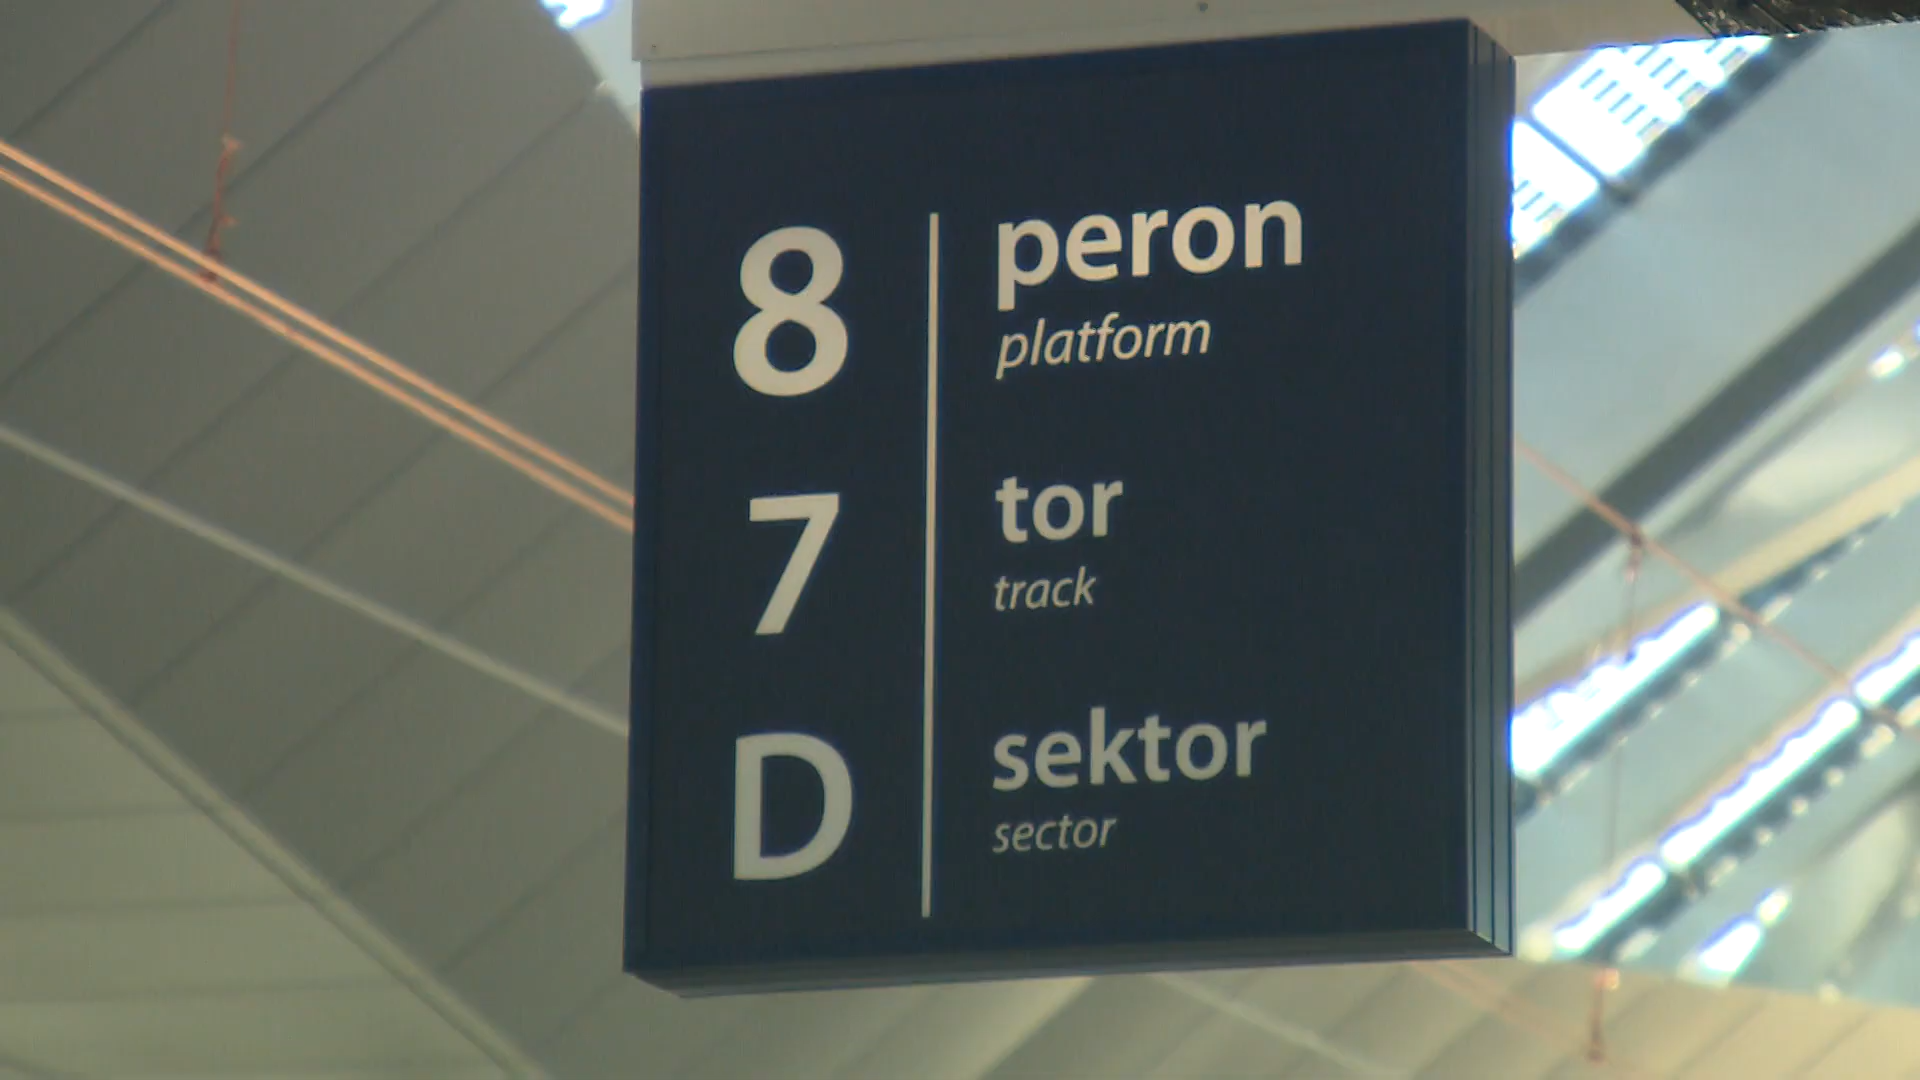 8 peron
platform
7 tor
track
D sektor
sector